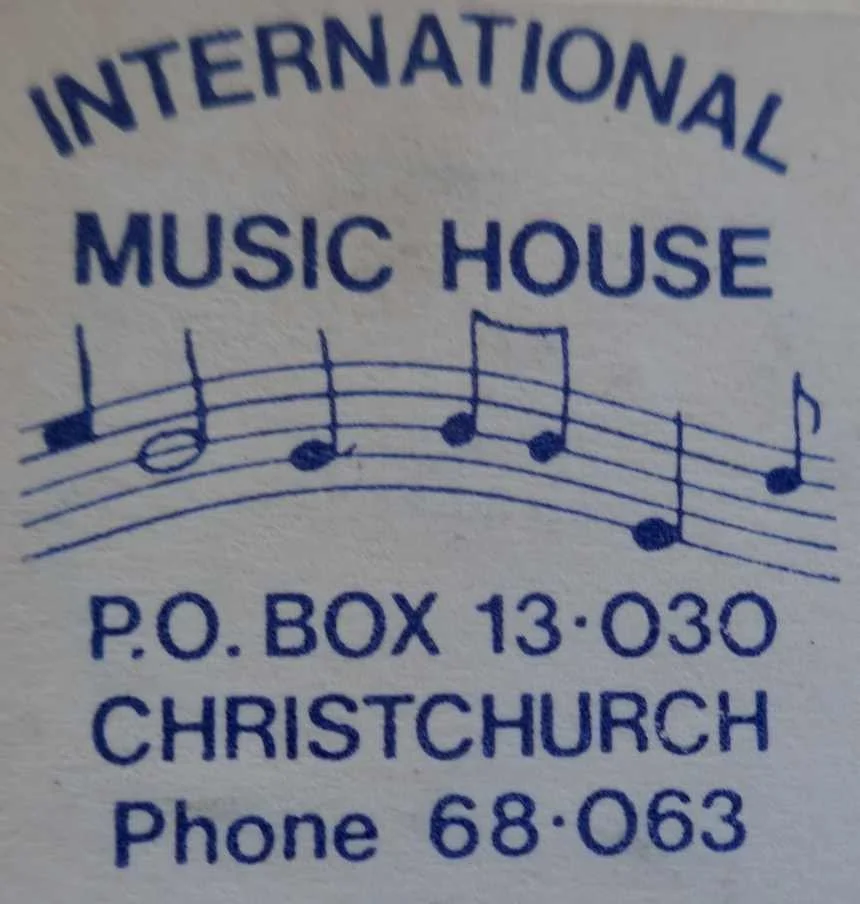 INTERNATIONAL
MUSIC HOUSE
P.O. BOX 13·030
CHRISTCHURCH
Phone 68·063